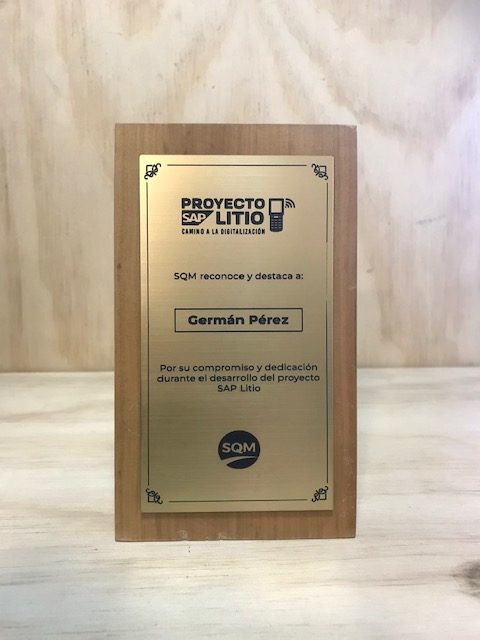 PROYECTO
SAP LITIO
CAMINO A LA DIGITALIZACIÓN
SQM reconoce y destaca a:
Germán Pérez
Por su compromiso y dedicación
durante el desarrollo del proyecto
SAP Litio
SQM